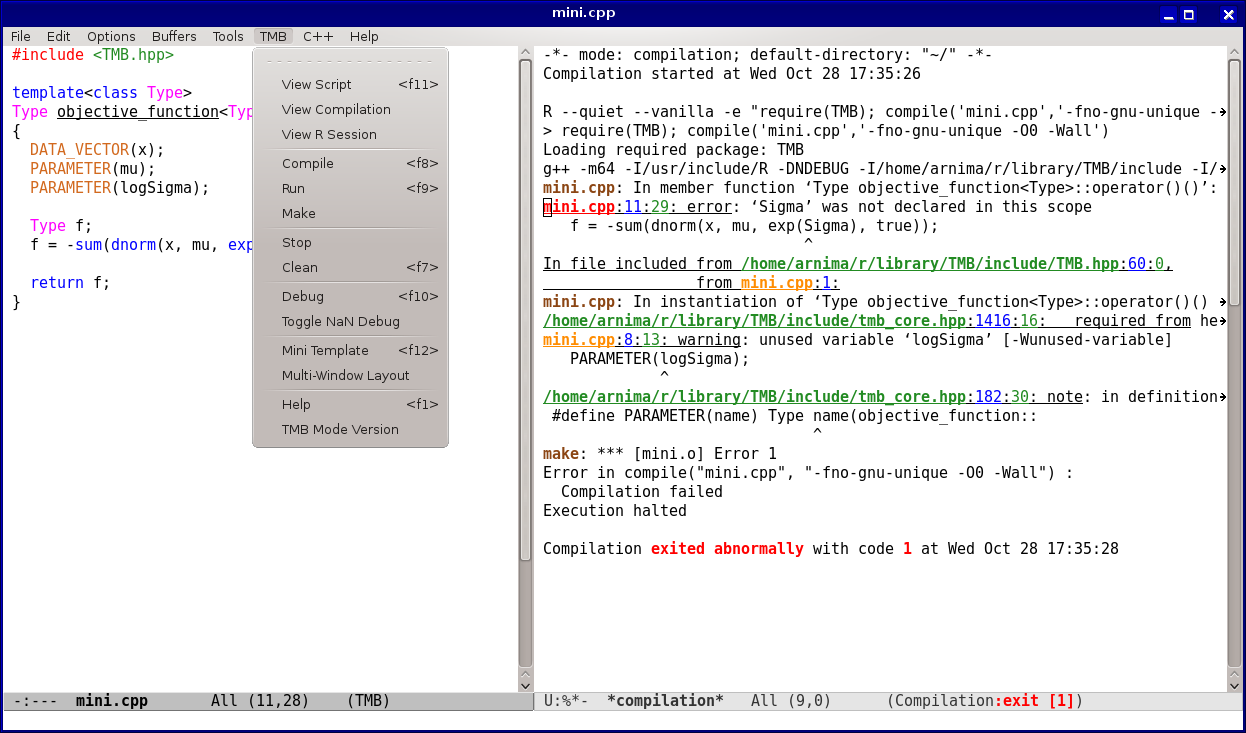 mini.cpp
File Edit Options Buffers Tools TMB C++ Help
#include <TMB.hpp>
template<class Type>
Type objective_function<Typ
{
  DATA_VECTOR(x);
  PARAMETER(mu);
  PARAMETER(logSigma);
  Type f;
  f = -sum(dnorm(x, mu, exp
  return f;
}
View Script <f11>
View Compilation
View R Session
Compile <f8>
Run <f9>
Make
Stop
Clean <f7>
Debug <f10>
Toggle NaN Debug
Mini Template <f12>
Multi-Window Layout
Help <f1>
TMB Mode Version
-*- mode: compilation; default-directory: "~/" -*-
Compilation started at Wed Oct 28 17:35:26
R --quiet --vanilla -e "require(TMB); compile('mini.cpp','-fno-gnu-unique -
> require(TMB); compile('mini.cpp','-fno-gnu-unique -O0 -Wall')
Loading required package: TMB
g++ -m64 -I/usr/include/R -DNDEBUG -I/home/arnima/r/library/TMB/include -I/
mini.cpp: In member function ‘Type objective_function<Type>::operator()()’:
mini.cpp:11:29: error: ‘Sigma’ was not declared in this scope
   f = -sum(dnorm(x, mu, exp(Sigma), true));
                             ^
In file included from /home/arnima/r/library/TMB/include/TMB.hpp:60:0,
                 from mini.cpp:1:
mini.cpp: In instantiation of ‘Type objective_function<Type>::operator()()
/home/arnima/r/library/TMB/include/tmb_core.hpp:1416:16:   required from he
mini.cpp:8:13: warning: unused variable ‘logSigma’ [-Wunused-variable]
   PARAMETER(logSigma);
             ^
/home/arnima/r/library/TMB/include/tmb_core.hpp:182:30: note: in definition
 #define PARAMETER(name) Type name(objective_function::
                              ^
make: *** [mini.o] Error 1
Error in compile("mini.cpp", "-fno-gnu-unique -O0 -Wall") :
  Compilation failed
Execution halted
Compilation exited abnormally with code 1 at Wed Oct 28 17:35:28
-:--- mini.cpp All (11,28) (TMB)
U:%*- *compilation* All (9,0) (Compilation:exit [1])